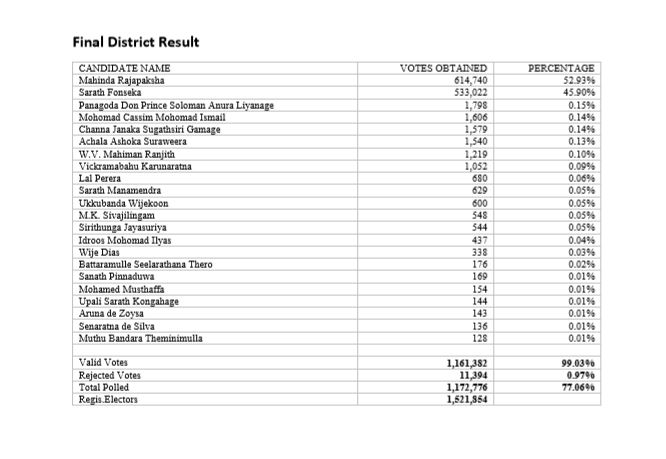 Final District Result
CANDIDATE NAME VOTES OBTAINED PERCENTAGE
Mahinda Rajapaksha 614,740 52.93%
Sarath Fonseka 533,022 45.90%
Panagoda Don Prince Soloman Anura Liyanage 1,798 0.15%
Mohomad Cassim Mohomad Ismail 1,606 0.14%
Channa Janaka Sugathsiri Gamage 1,579 0.14%
Achala Ashoka Suraweera 1,540 0.13%
W.V. Mahiman Ranjith 1,219 0.10%
Vickramabahu Karunaratna 1,052 0.09%
Lal Perera 680 0.06%
Sarath Manamendra 629 0.05%
Ukkubanda Wijekoon 600 0.05%
M.K. Sivajilingam 548 0.05%
Sirithunga Jayasuriya 544 0.05%
Idroos Mohomad Ilyas 437 0.04%
Wije Dias 338 0.03%
Battaramulle Seelarathana Thero 176 0.02%
Sanath Pinnaduwa 169 0.01%
Mohamed Musthaffa 154 0.01%
Upali Sarath Kongahage 144 0.01%
Aruna de Zoysa 143 0.01%
Senaratna de Silva 136 0.01%
Muthu Bandara Theminimulla 128 0.01%
Valid Votes 1,161,382 99.03%
Rejected Votes 11,394 0.97%
Total Polled 1,172,776 77.06%
Regis.Electors 1,521,854